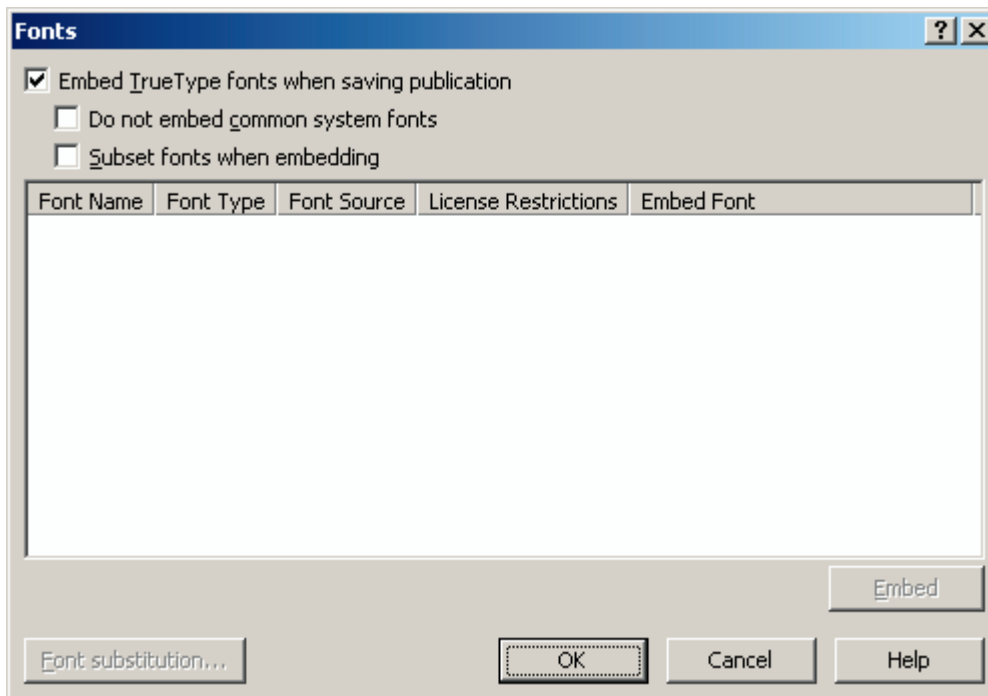 Fonts
Embed TrueType fonts when saving publication
Do not embed common system fonts
Subset fonts when embedding
Font Name Font Type Font Source License Restrictions Embed Font
Embed
Font substitution... OK Cancel Help